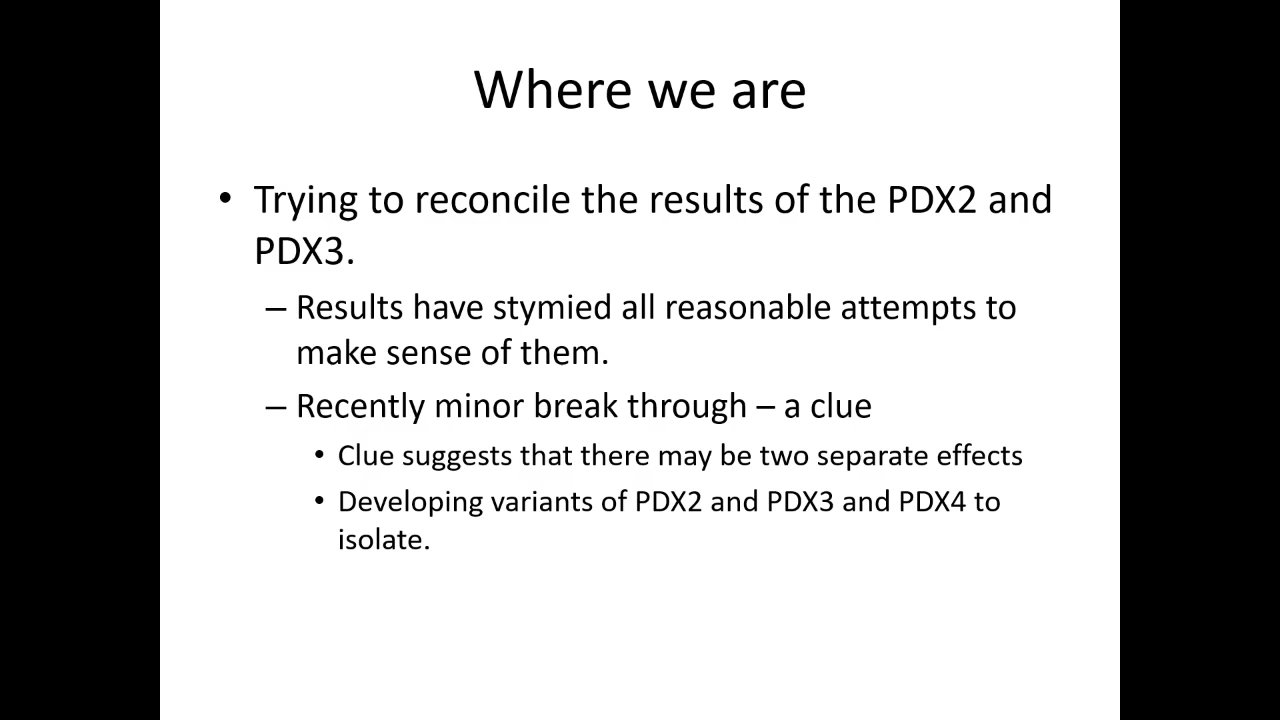 Where we are
• Trying to reconcile the results of the PDX2 and
PDX3.
– Results have stymied all reasonable attempts to
make sense of them.
– Recently minor break through – a clue
• Clue suggests that there may be two separate effects
• Developing variants of PDX2 and PDX3 and PDX4 to
isolate.